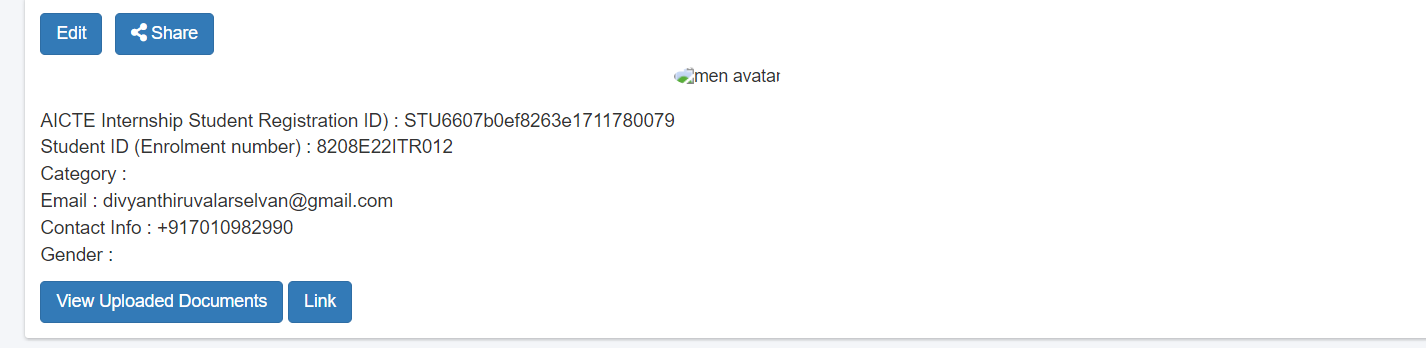 Edit Share
men avatar
AICTE Internship Student Registration ID) : STU6607b0ef8263e1711780079
Student ID (Enrolment number) : 8208E22ITR012
Category :
Email : divyanthiruvalarselvan@gmail.com
Contact Info : +917010982990
Gender :
View Uploaded Documents Link